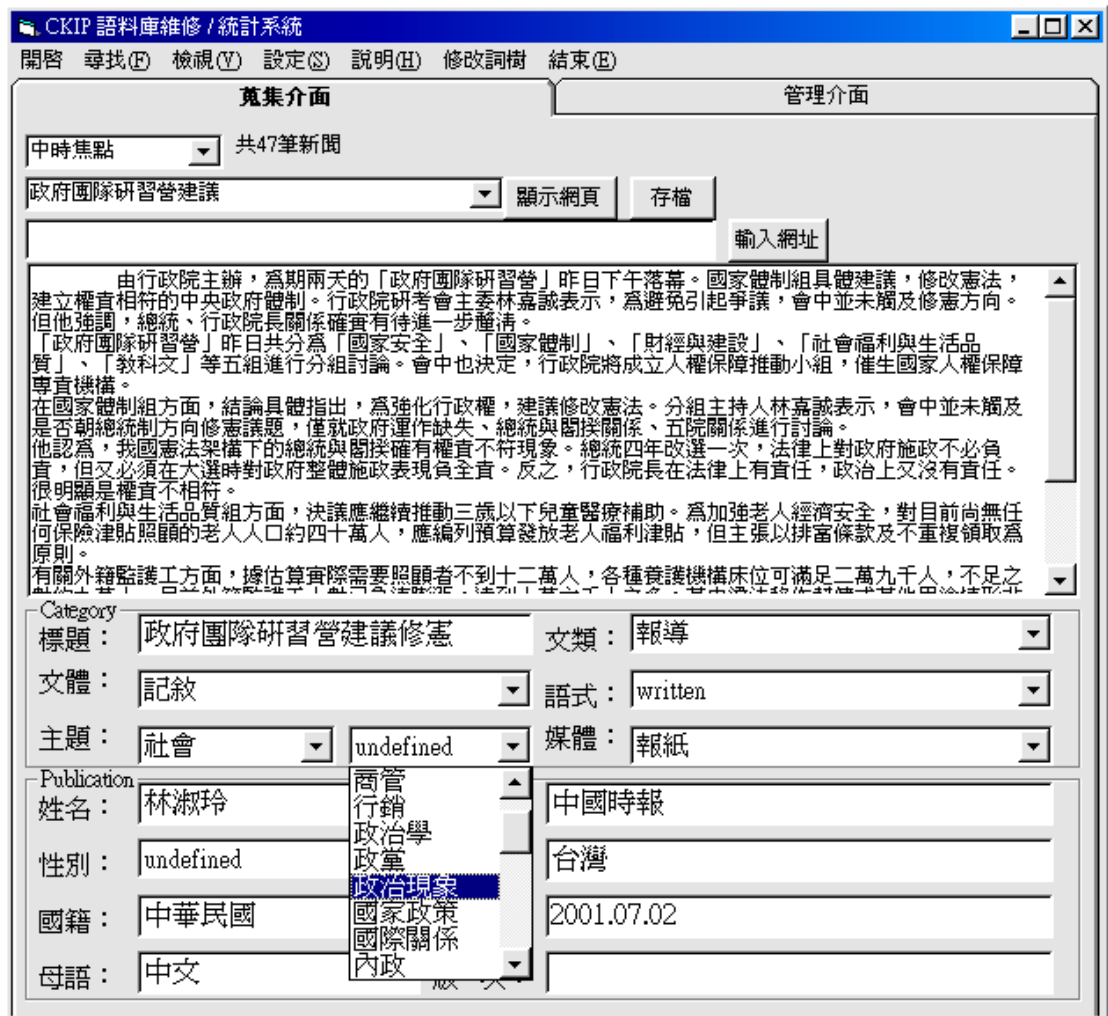 CKIP 語料庫維修 / 統計系統
開啓 尋找(F) 檢視(V) 設定(S) 說明(H) 修改詞樹 結束(E)
蒐集介面 管理介面
中時焦點 共47筆新聞
政府團隊研習營建議 顯示網頁 存檔
輸入網址
由行政院主辦，爲期兩天的「政府團隊研習營」昨日下午落幕。國家體制組具體建議，修改憲法，
建立權責相符的中央政府體制。行政院研考會主委林嘉誠表示，爲避免引起爭議，會中並未觸及修憲方向。
但他強調，總統、行政院長關係確實有待進一步釐清。
「政府團隊研習營」昨日共分爲「國家安全」、「國家體制」、「財經與建設」、「社會福利與生活品
質」、「教科文」等五組進行分組討論。會中也決定，行政院將成立人權保障推動小組，催生國家人權保障
專責機構。
在國家體制組方面，結論具體指出，爲強化行政權，建議修改憲法。分組主持人林嘉誠表示，會中並未觸及
是否朝總統制方向修憲議題，僅就政府運作缺失、總統與閣揆關係、五院關係進行討論。
他認爲，我國憲法架構下的總統與閣揆確有權責不符現象。總統四年改選一次，法律上對政府施政不必負
責，但又必須在大選時對政府整體施政表現負全責。反之，行政院長在法律上有責任，政治上又沒有責任。
很明顯是權責不相符。
社會福利與生活品質組方面，決議應繼續推動三歲以下兒童醫療補助。爲加強老人經濟安全，對目前尚無任
何保險津貼照顧的老人人口約四十萬人，應編列預算發放老人福利津貼，但主張以排富條款及不重複領取爲
原則。
有關外籍監護工方面，據估算實際需要照顧者不到十二萬人，各種養護機構床位可滿足二萬九千人，不足之
Category
標題： 政府團隊研習營建議修憲 文類： 報導
文體： 記敘 語式： written
主題： 社會 undefined 媒體： 報紙
Publication
姓名： 林淑玲 中國時報
性別： undefined 台灣
國籍： 中華民國 2001.07.02
母語： 中文
商管
行銷
政治學
政黨
政治現象
國家政策
國際關係
內政